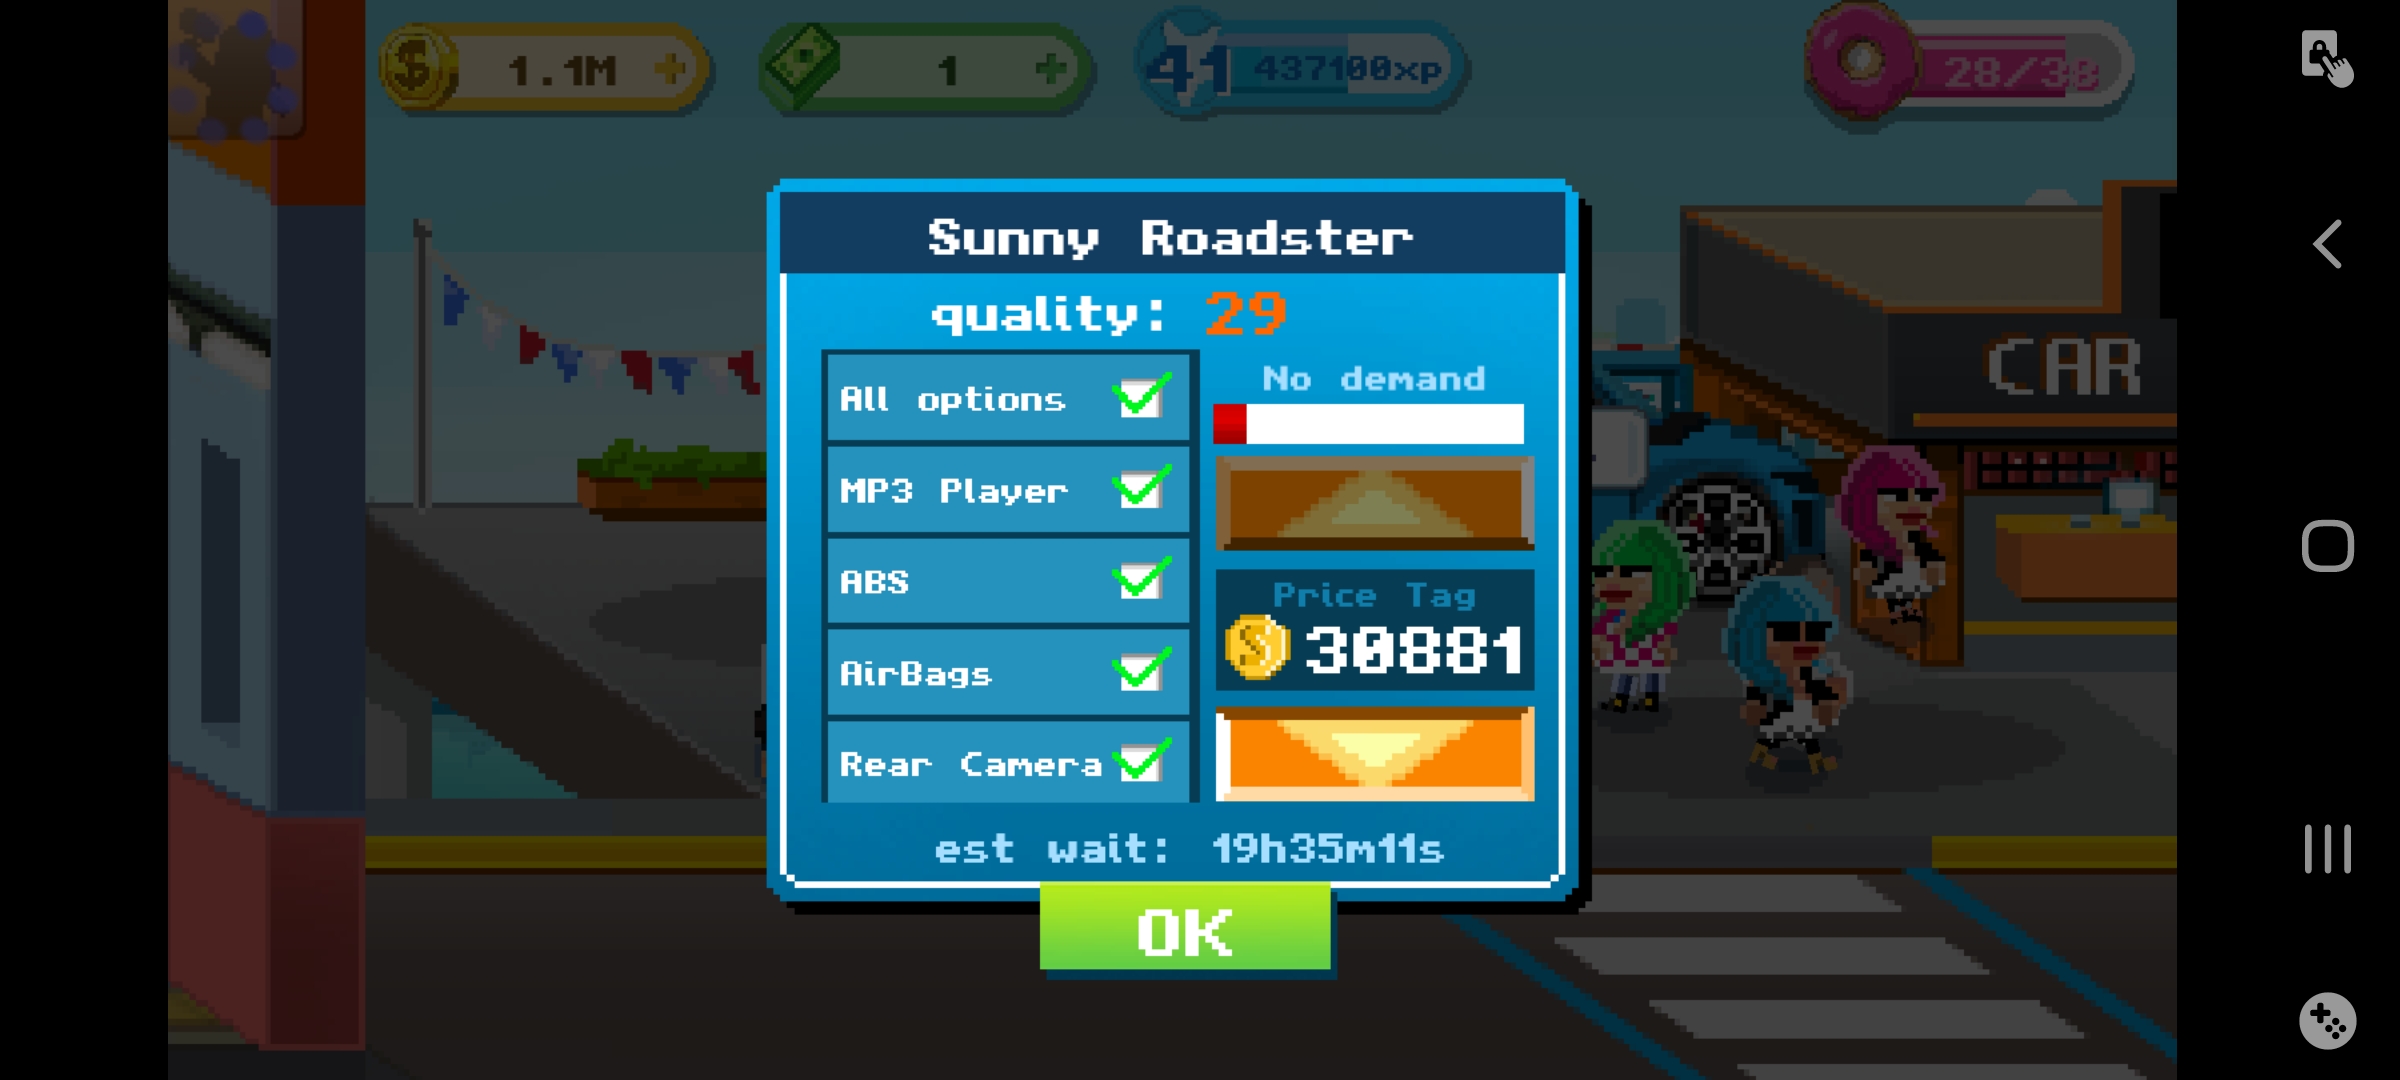 1.1M
1
41
437100xp
28/38
CAR
Sunny Roadster
quality: 29
All options
MP3 Player
ABS
AirBags
Rear Camera
No demand
Price Tag
30881
est wait: 19h35m11s
OK